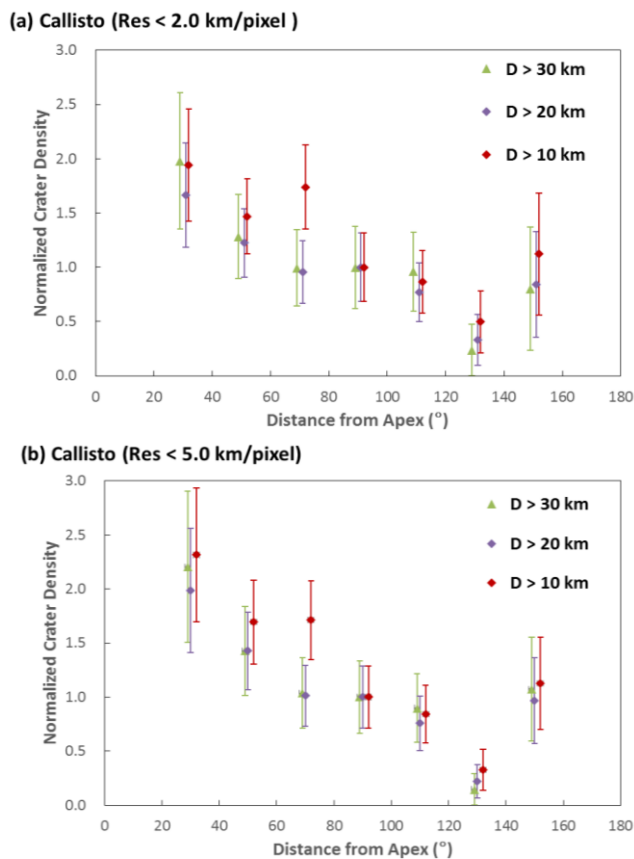 (a) Callisto (Res < 2.0 km/pixel )
3.0
2.5
2.0
1.5
1.0
0.5
0.0
Normalized Crater Density
D > 30 km
D > 20 km
D > 10 km
0 20 40 60 80 100 120 140 160 180
Distance from Apex (°)
(b) Callisto (Res < 5.0 km/pixel)
3.0
2.5
2.0
1.5
1.0
0.5
0.0
Normalized Crater Density
D > 30 km
D > 20 km
D > 10 km
0 20 40 60 80 100 120 140 160 180
Distance from Apex (°)